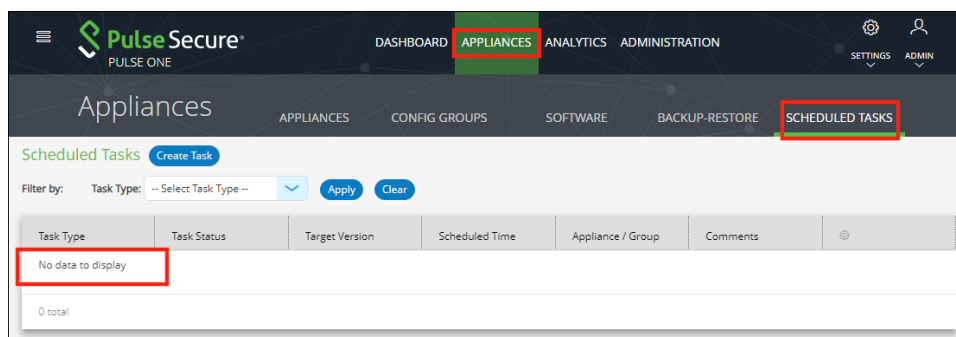 Pulse Secure®
PULSE ONE
DASHBOARD APPLIANCES ANALYTICS ADMINISTRATION
SETTINGS ADMIN
Appliances
APPLIANCES CONFIG GROUPS SOFTWARE BACKUP-RESTORE SCHEDULED TASKS
Scheduled Tasks Create Task
Filter by: Task Type: -- Select Task Type -- Apply Clear
Task Type Task Status Target Version Scheduled Time Appliance / Group Comments
No data to display
0 total